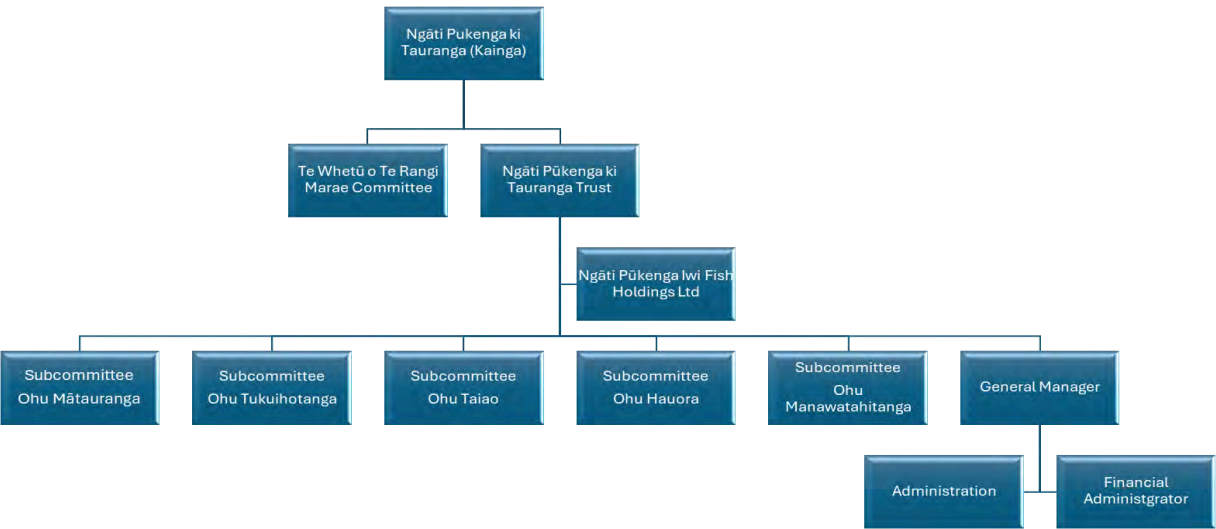 Ngāti Pukenga ki
Tauranga (Kainga)
Te Whetū o Te Rangi
Marae Committee
Ngāti Pūkenga ki
Tauranga Trust
Ngāti Pūkenga Iwi Fish
Holdings Ltd
Subcommittee
Ohu Mātauranga
Subcommittee
Ohu Tukuihotanga
Subcommittee
Ohu Taiao
Subcommittee
Ohu Hauora
Subcommittee
Ohu
Manawatahitanga
General Manager
Administration
Financial
Administgrator